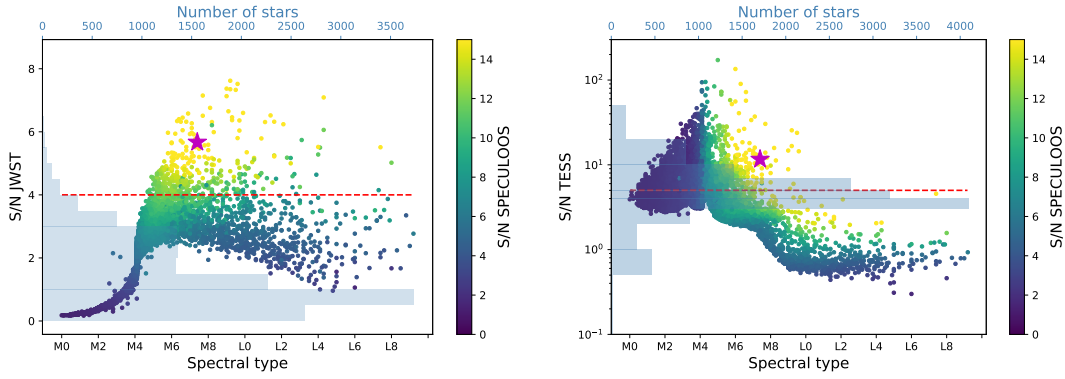 Number of stars
0 500 1000 1500 2000 2500 3000 3500
S/N JWST
8
6
4
2
0
M0 M2 M4 M6 M8 L0 L2 L4 L6 L8
Spectral type
14
12
10
8
6
4
2
0
S/N SPECULOOS
Number of stars
0 500 1000 1500 2000 2500 3000 3500 4000
S/N TESS
10²
10¹
10⁰
10⁻¹
M0 M2 M4 M6 M8 L0 L2 L4 L6 L8
Spectral type
14
12
10
8
6
4
2
0
S/N SPECULOOS